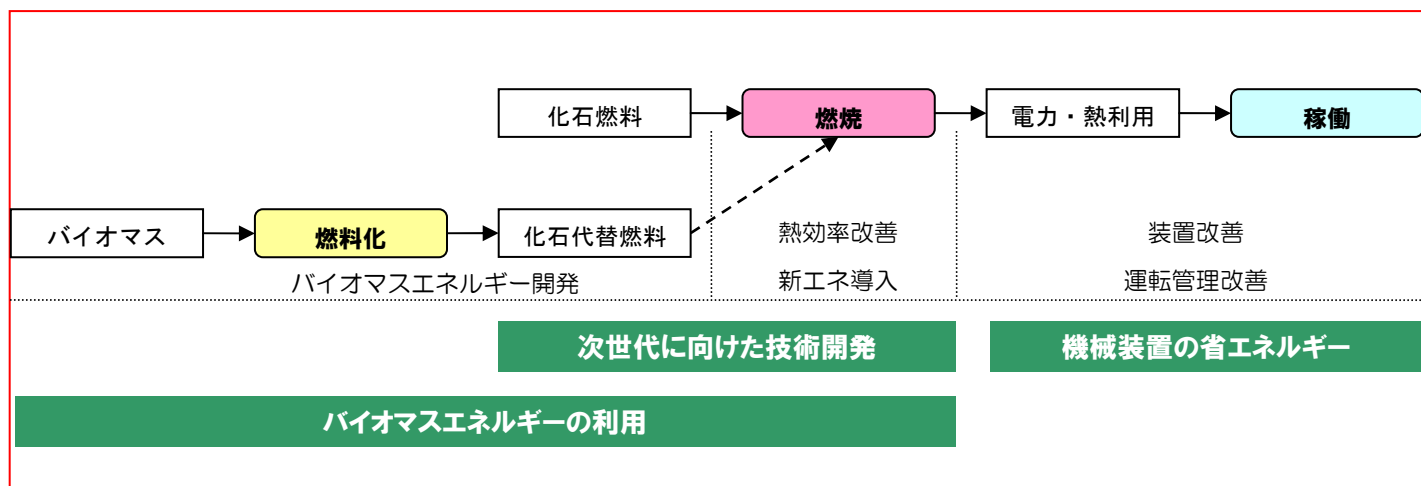 化石燃料
燃焼
電力・熱利用
稼働
バイオマス
燃料化
化石代替燃料
熱効率改善
装置改善
バイオマスエネルギー開発
新エネ導入
運転管理改善
次世代に向けた技術開発
機械装置の省エネルギー
バイオマスエネルギーの利用